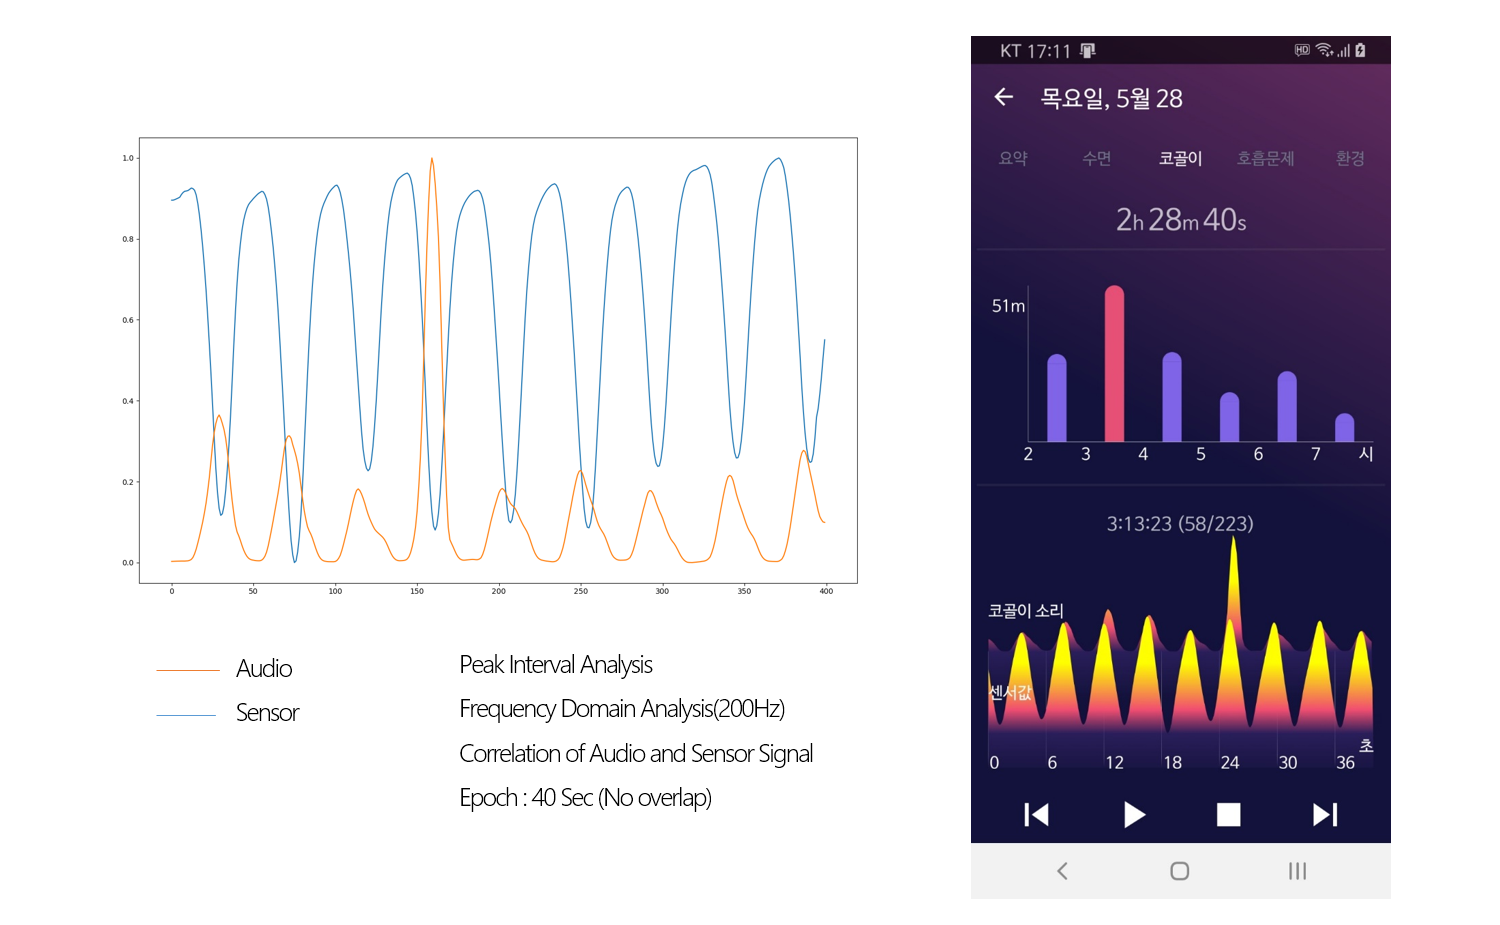 1.0
0.8
0.6
0.4
0.2
0.0
0 50 100 150 200 250 300 350 400
Audio
Sensor
Peak Interval Analysis
Frequency Domain Analysis(200Hz)
Correlation of Audio and Sensor Signal
Epoch : 40 Sec (No overlap)
KT 17:11 HD
목요일, 5월 28
요약 수면 코골이 호흡문제 환경
2h 28m 40s
51m
2 3 4 5 6 7 시
3:13:23 (58/223)
코골이 소리
센서값
초
0 6 12 18 24 30 36